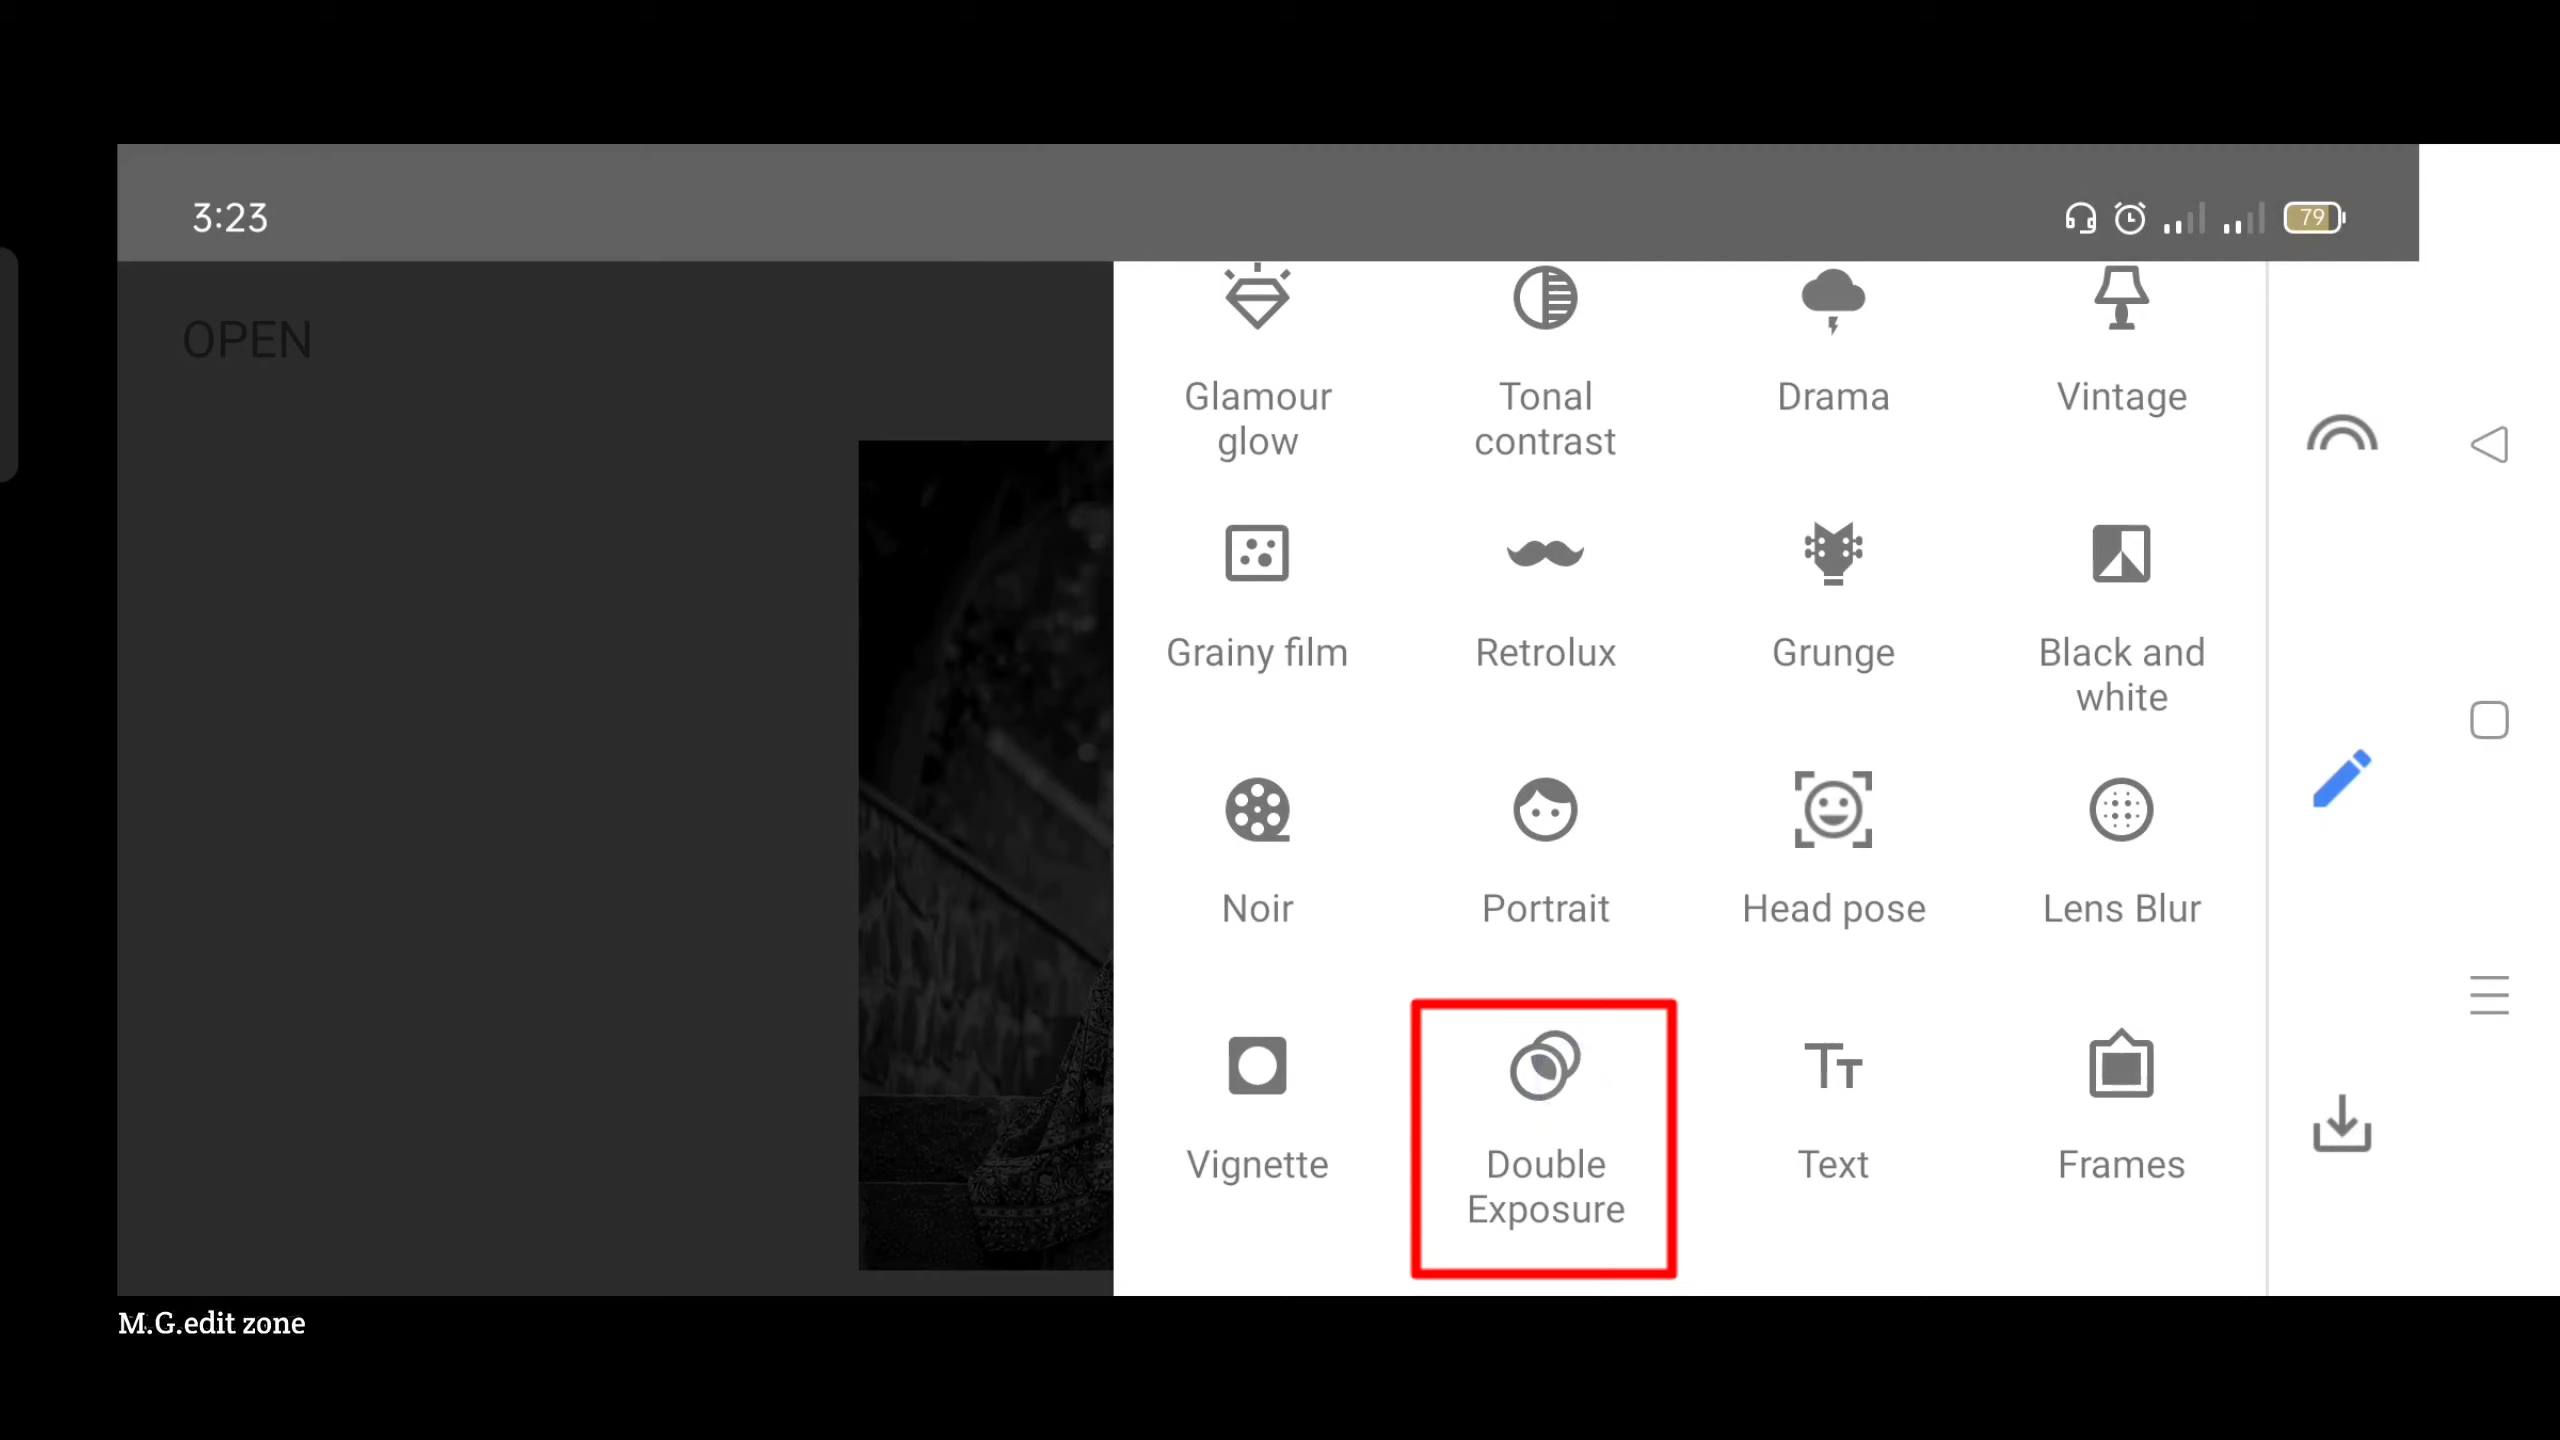 3:23
79
OPEN
Glamour
glow
Tonal
contrast
Drama
Vintage
Grainy film
Retrolux
Grunge
Black and
white
Noir
Portrait
Head pose
Lens Blur
Vignette
Double
Exposure
Text
Frames
M.G.edit zone